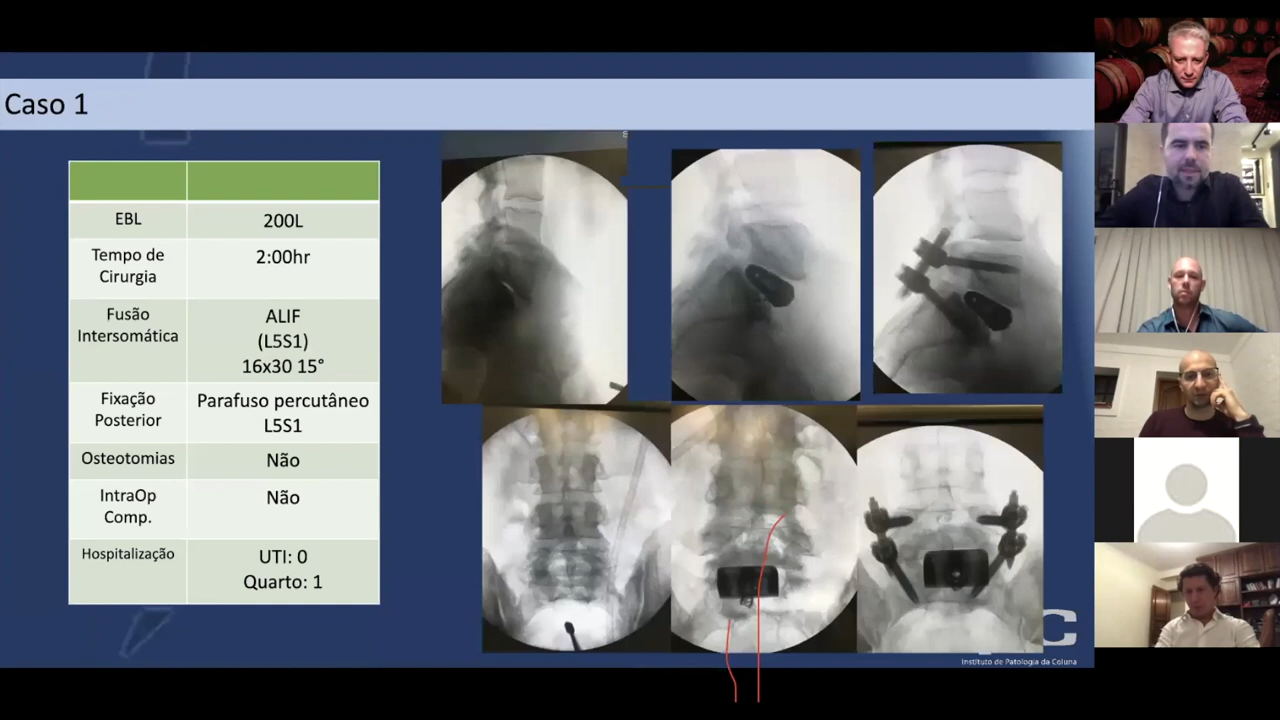 Caso 1
EBL
200L
Tempo de
Cirurgia
2:00hr
Fusão
Intersomática
ALIF
(L5S1)
16x30 15°
Fixação
Posterior
Parafuso percutâneo
L5S1
Osteotomias
Não
IntraOp
Comp.
Não
Hospitalização
UTI: 0
Quarto: 1
Instituto de Patologia da Coluna